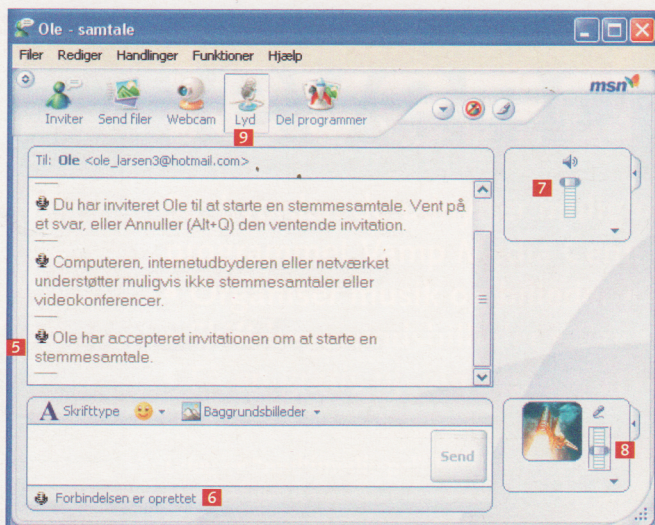 Ole - samtale
Filer Rediger Handlinger Funktioner Hjælp
msn
Inviter Send filer Webcam Lyd Del programmer
9
Til: Ole <ole_larsen3@hotmail.com>
7
Du har inviteret Ole til at starte en stemmesamtale. Vent på
et svar, eller Annuller (Alt+Q) den ventende invitation.
Computeren, internetudbyderen eller netværket
understøtter muligvis ikke stemmesamtaler eller
videokonferencer.
Ole har accepteret invitationen om at starte en
5
stemmesamtale.
A Skrifttype Baggrundsbilleder
Send
8
Forbindelsen er oprettet 6